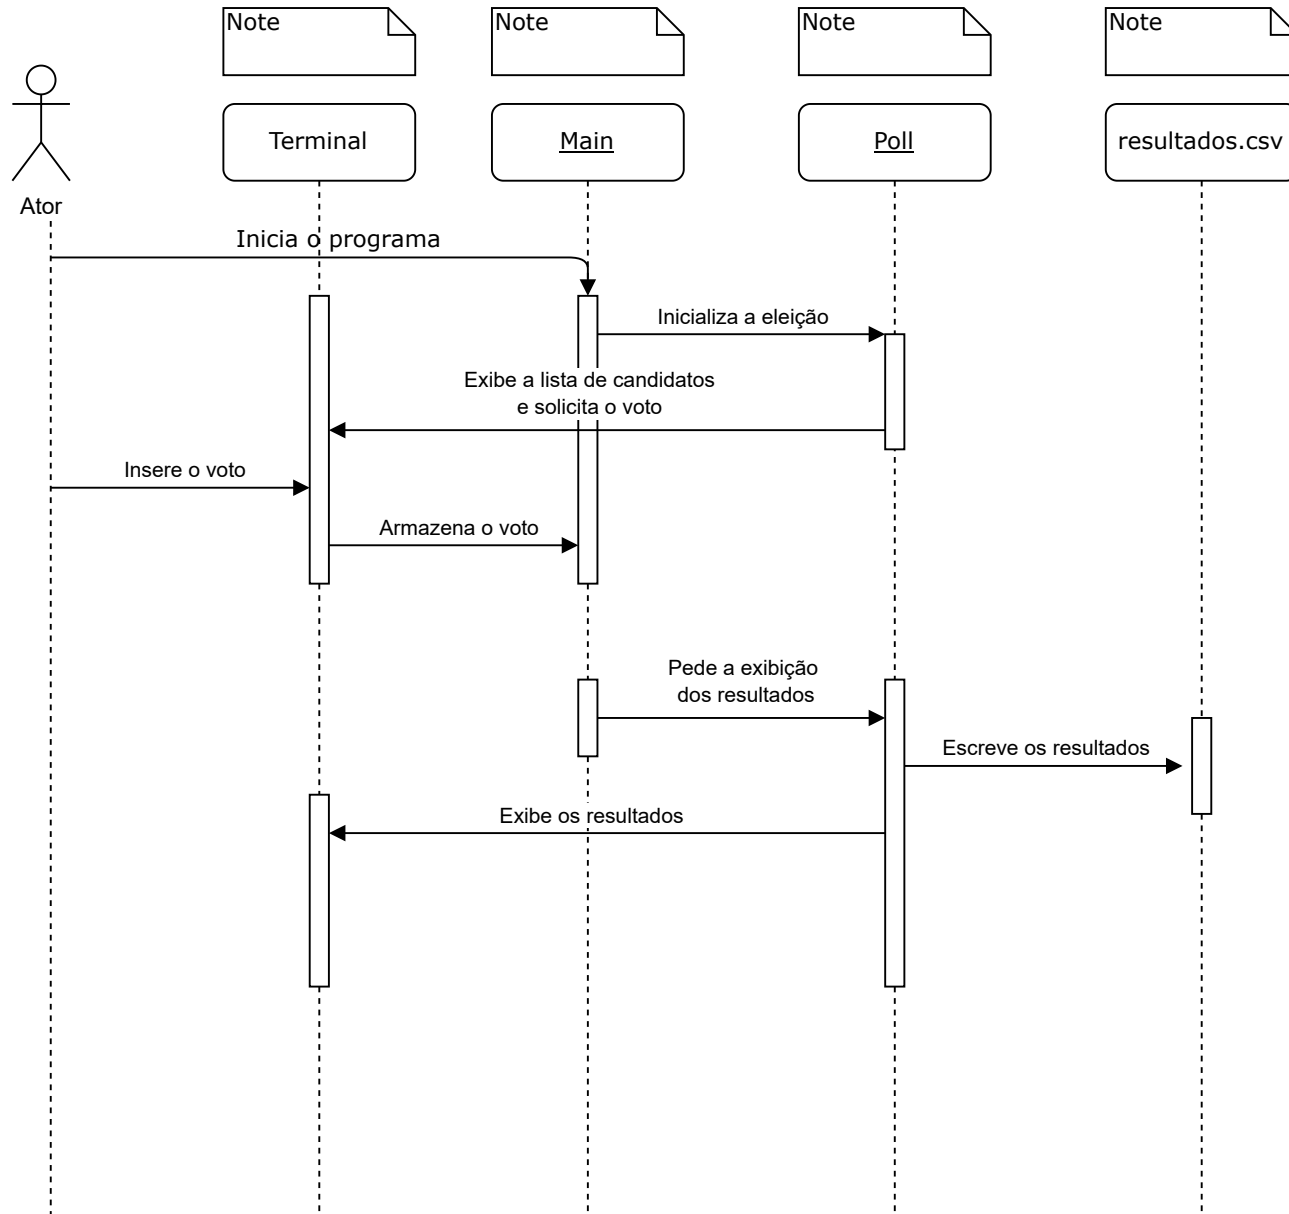 Note
Note
Note
Note
Terminal
Main
Poll
resultados.csv
Ator
Inicia o programa
Inicializa a eleição
Exibe a lista de candidatos
e solicita o voto
Insere o voto
Armazena o voto
Pede a exibição
dos resultados
Escreve os resultados
Exibe os resultados